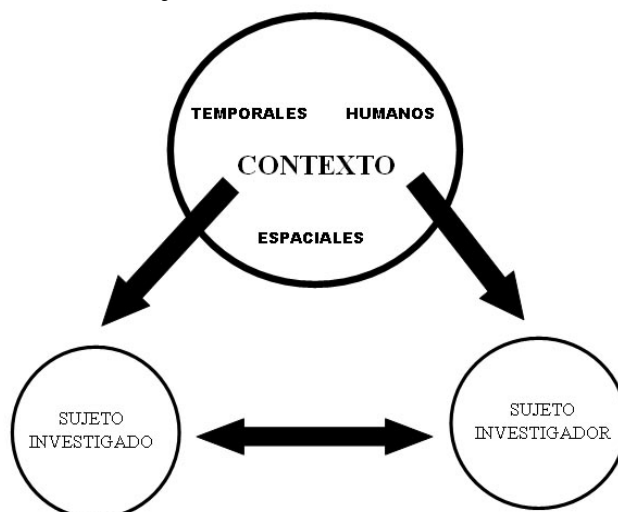 TEMPORALES HUMANOS
CONTEXTO
ESPACIALES
SUJETO
INVESTIGADO
SUJETO
INVESTIGADOR